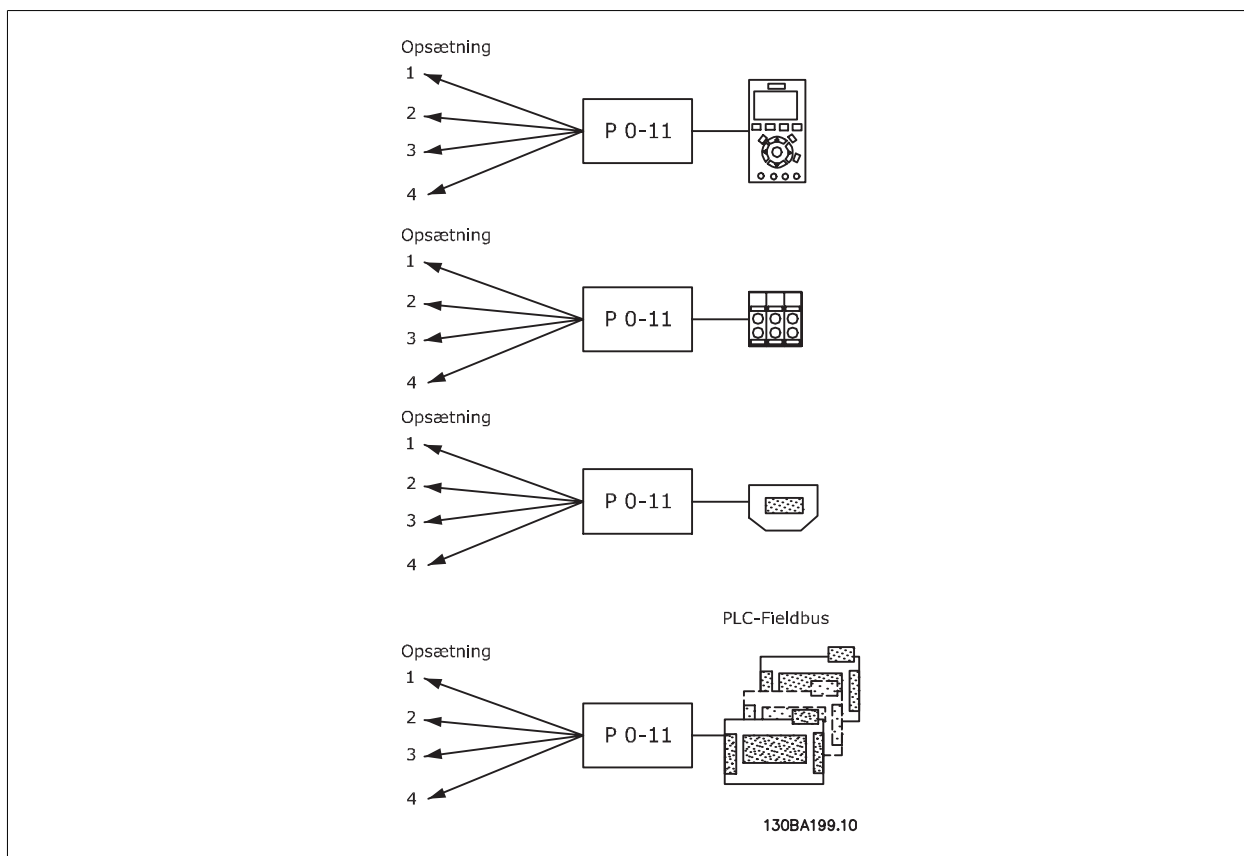 Opsætning
1
2
P 0-11
3
4
Opsætning
1
2
P 0-11
3
4
Opsætning
1
2
P 0-11
3
4
PLC-Fieldbus
Opsætning
1
2
P 0-11
3
4
130BA199.10